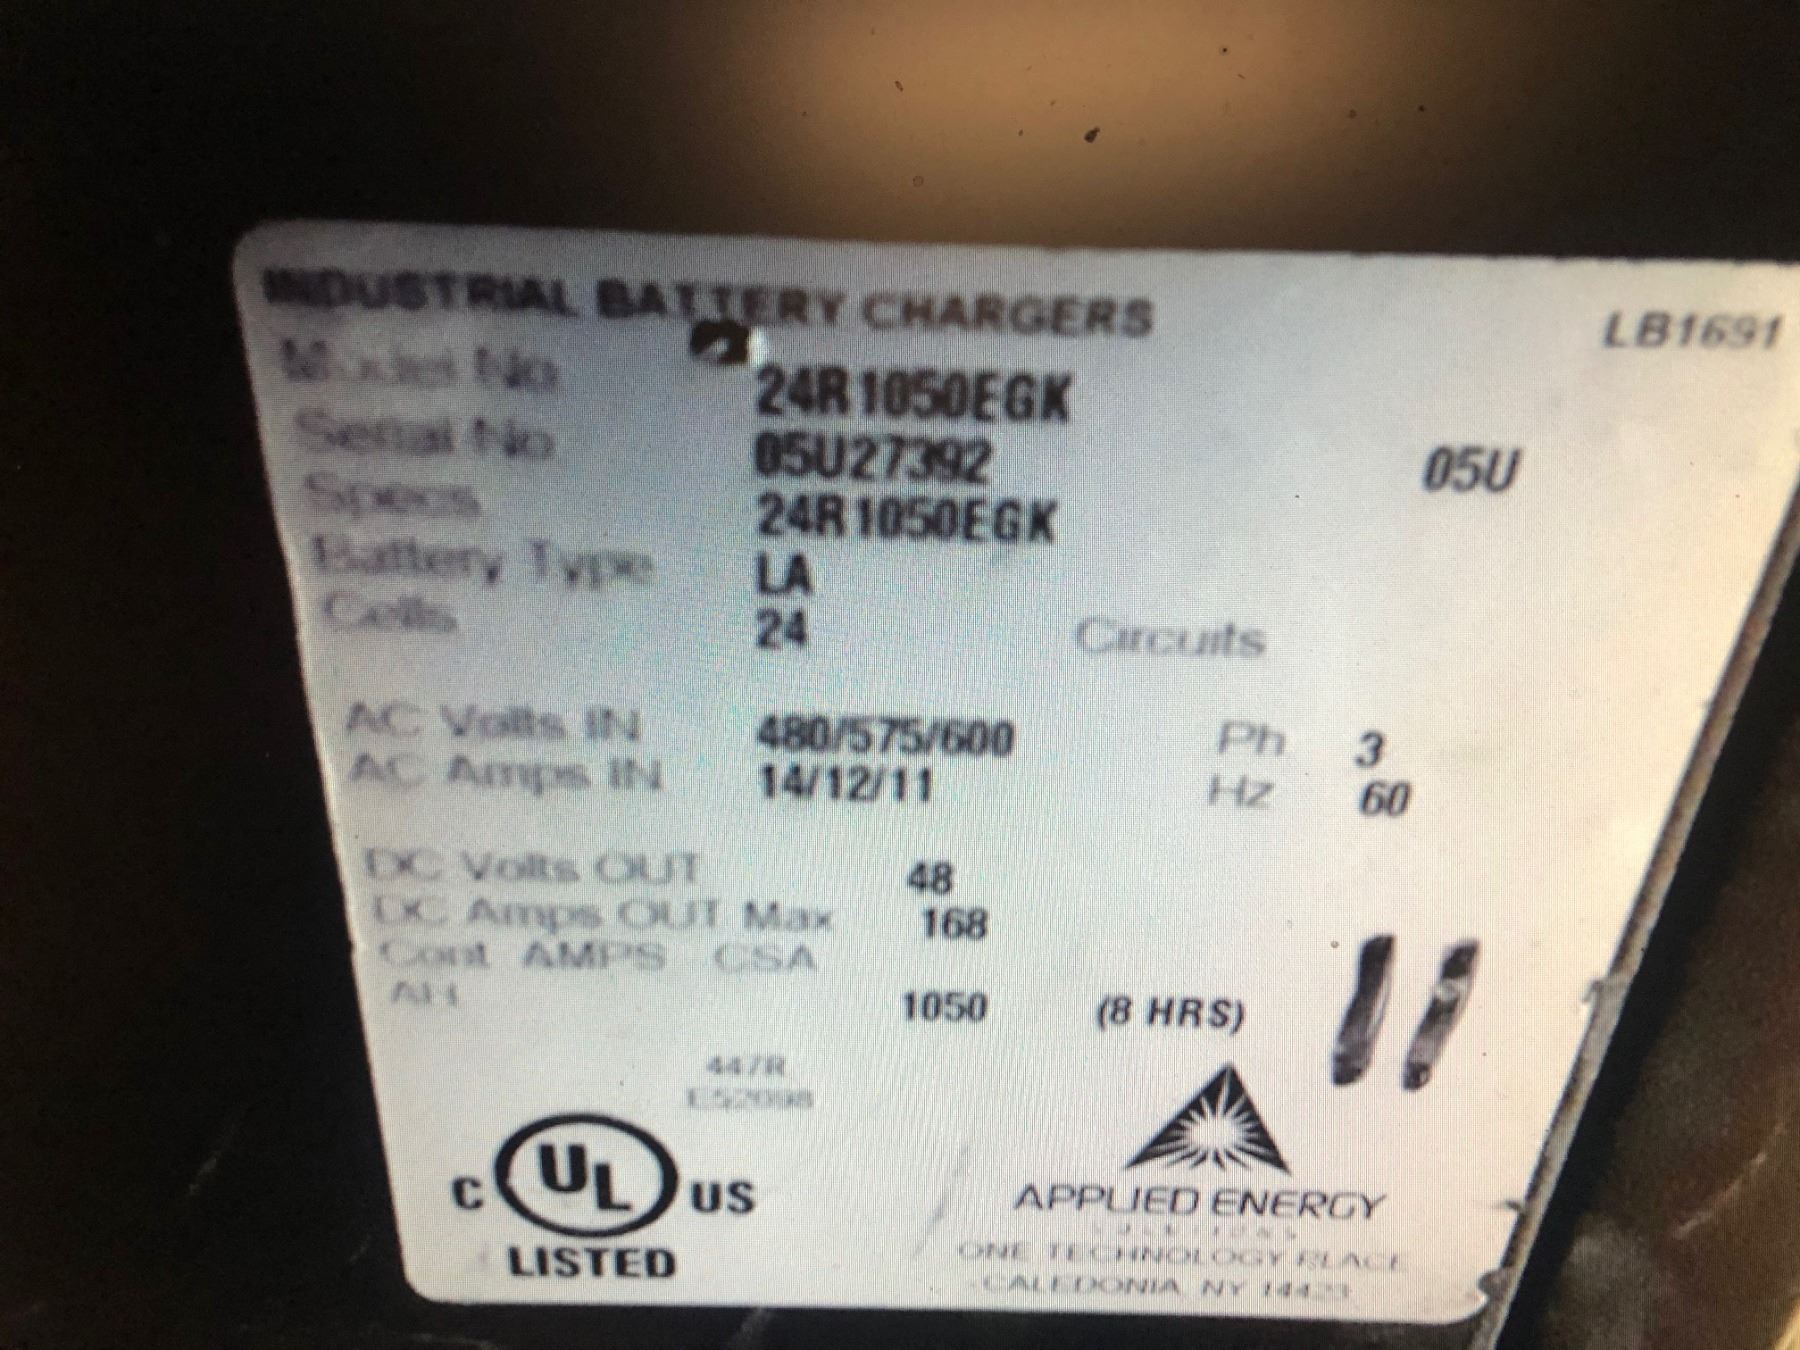 INDUSTRIAL BATTERY CHARGERS LB1691
Model No 24R1050EGK
Serial No 05U27392 05U
Specs 24R1050EGK
Battery Type LA
Cells 24 Circuits
AC Volts IN 480/575/600 Ph 3
AC Amps IN 14/12/11 Hz 60
DC Volts OUT 48
DC Amps OUT Max 168
Cont AMPS CSA
AH 1050 (8 HRS) 11
447R
E52098
C UL US
LISTED
APPLIED ENERGY
SOLUTIONS
ONE TECHNOLOGY PLACE
CALEDONIA NY 14423